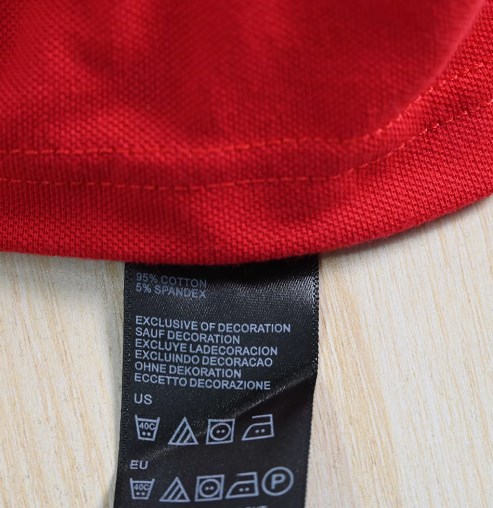 95% COTTON
5% SPANDEX
EXCLUSIVE OF DECORATION
SAUF DECORATION
EXCLUYE LADECORACION
EXCLUINDO DECORACAO
OHNE DEKORATION
ECCETTO DECORAZIONE
US
40C
EU
40C P